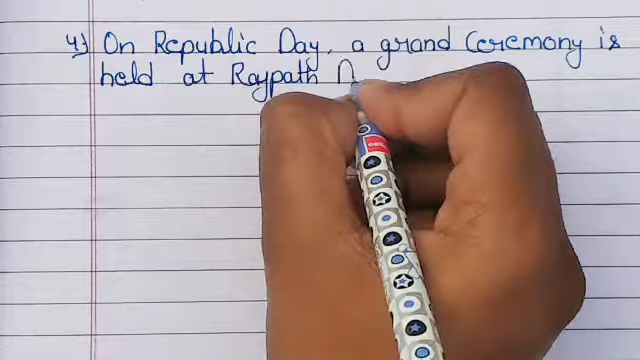 4) On Republic Day, a grand Ceremony is
held at Rajpath